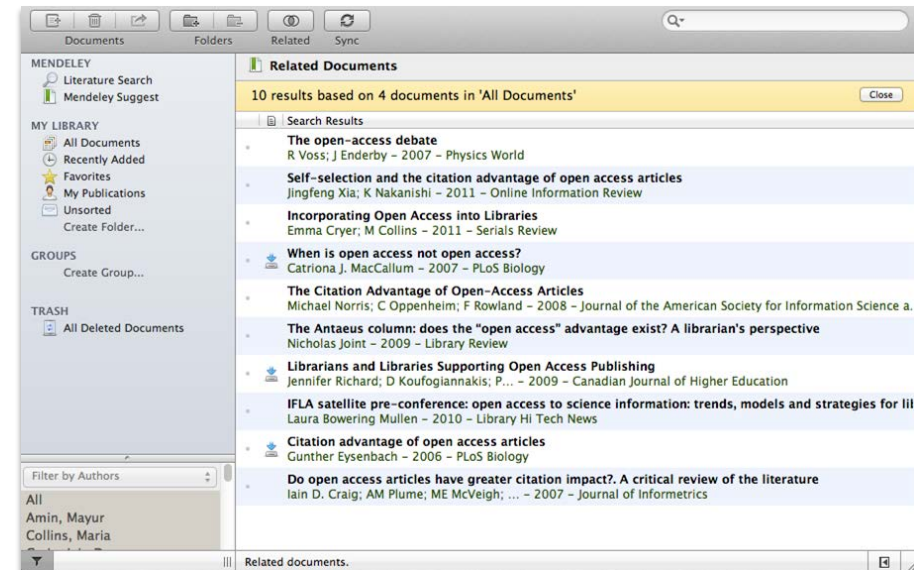 Documents
Folders
Related
Sync
MENDELEY
Literature Search
Mendeley Suggest
MY LIBRARY
All Documents
Recently Added
Favorites
My Publications
Unsorted
Create Folder...
GROUPS
Create Group...
TRASH
All Deleted Documents
Filter by Authors
All
Amin, Mayur
Collins, Maria
Related Documents
10 results based on 4 documents in 'All Documents'
Close
Search Results
The open-access debate
R Voss; J Enderby – 2007 – Physics World
Self-selection and the citation advantage of open access articles
Jingfeng Xia; K Nakanishi – 2011 – Online Information Review
Incorporating Open Access into Libraries
Emma Cryer; M Collins – 2011 – Serials Review
When is open access not open access?
Catriona J. MacCallum – 2007 – PLoS Biology
The Citation Advantage of Open-Access Articles
Michael Norris; C Oppenheim; F Rowland – 2008 – Journal of the American Society for Information Science a.
The Antaeus column: does the "open access" advantage exist? A librarian's perspective
Nicholas Joint – 2009 – Library Review
Librarians and Libraries Supporting Open Access Publishing
Jennifer Richard; D Koufogiannakis; P... – 2009 – Canadian Journal of Higher Education
IFLA satellite pre-conference: open access to science information: trends, models and strategies for lil
Laura Bowering Mullen – 2010 – Library Hi Tech News
Citation advantage of open access articles
Gunther Eysenbach – 2006 – PLoS Biology
Do open access articles have greater citation impact?. A critical review of the literature
Iain D. Craig; AM Plume; ME McVeigh; ... – 2007 – Journal of Informetrics
Related documents.